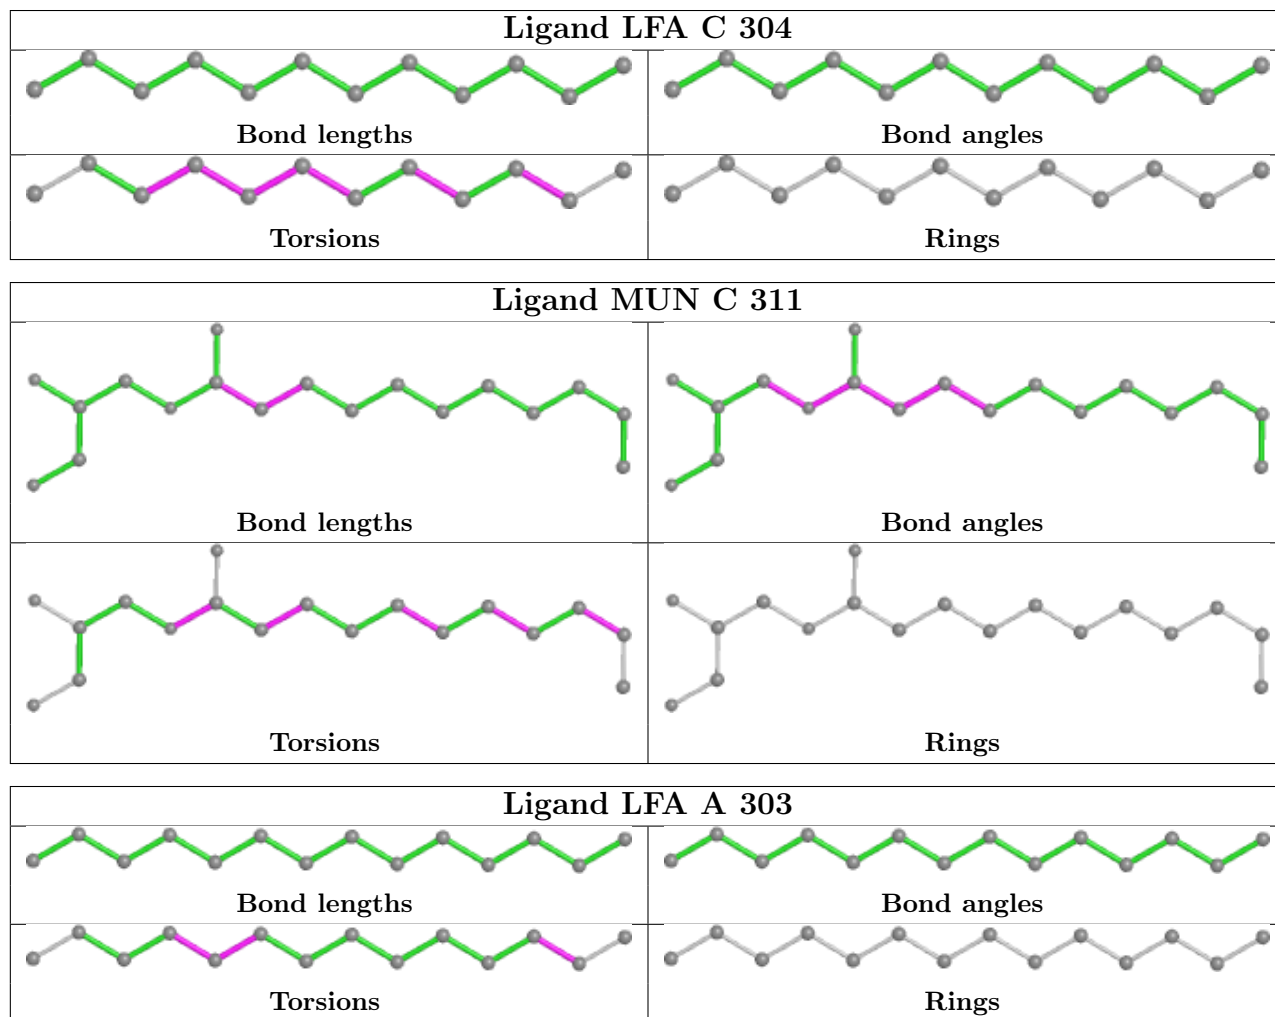 Ligand LFA C 304
Bond lengths
Bond angles
Torsions
Rings
Ligand MUN C 311
Bond lengths
Bond angles
Torsions
Rings
Ligand LFA A 303
Bond lengths
Bond angles
Torsions
Rings